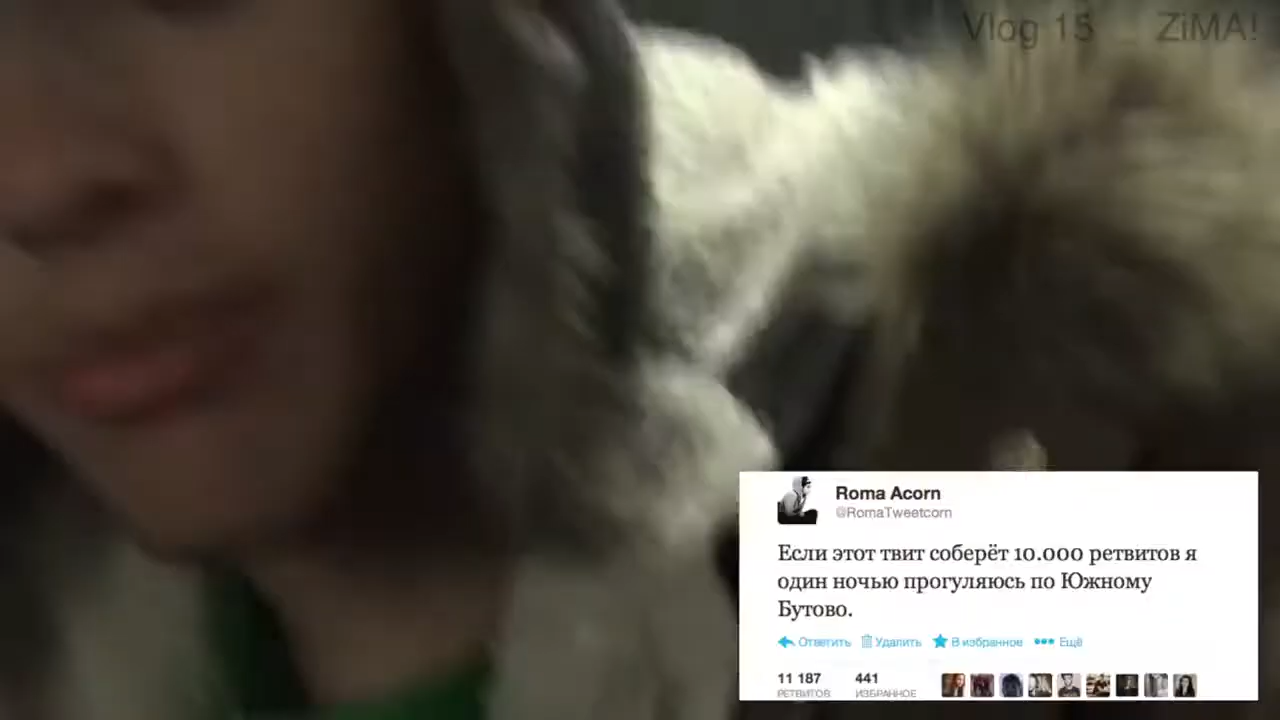 Vlog 15 _ ZiMA!
Roma Acorn
@RomaTweetcorn
Если этот твит соберёт 10.000 ретвитов я
один ночью прогуляюсь по Южному
Бутово.
Ответить Удалить В избранное Ещё
11 187 441
РЕТВИТОВ ИЗБРАННОЕ